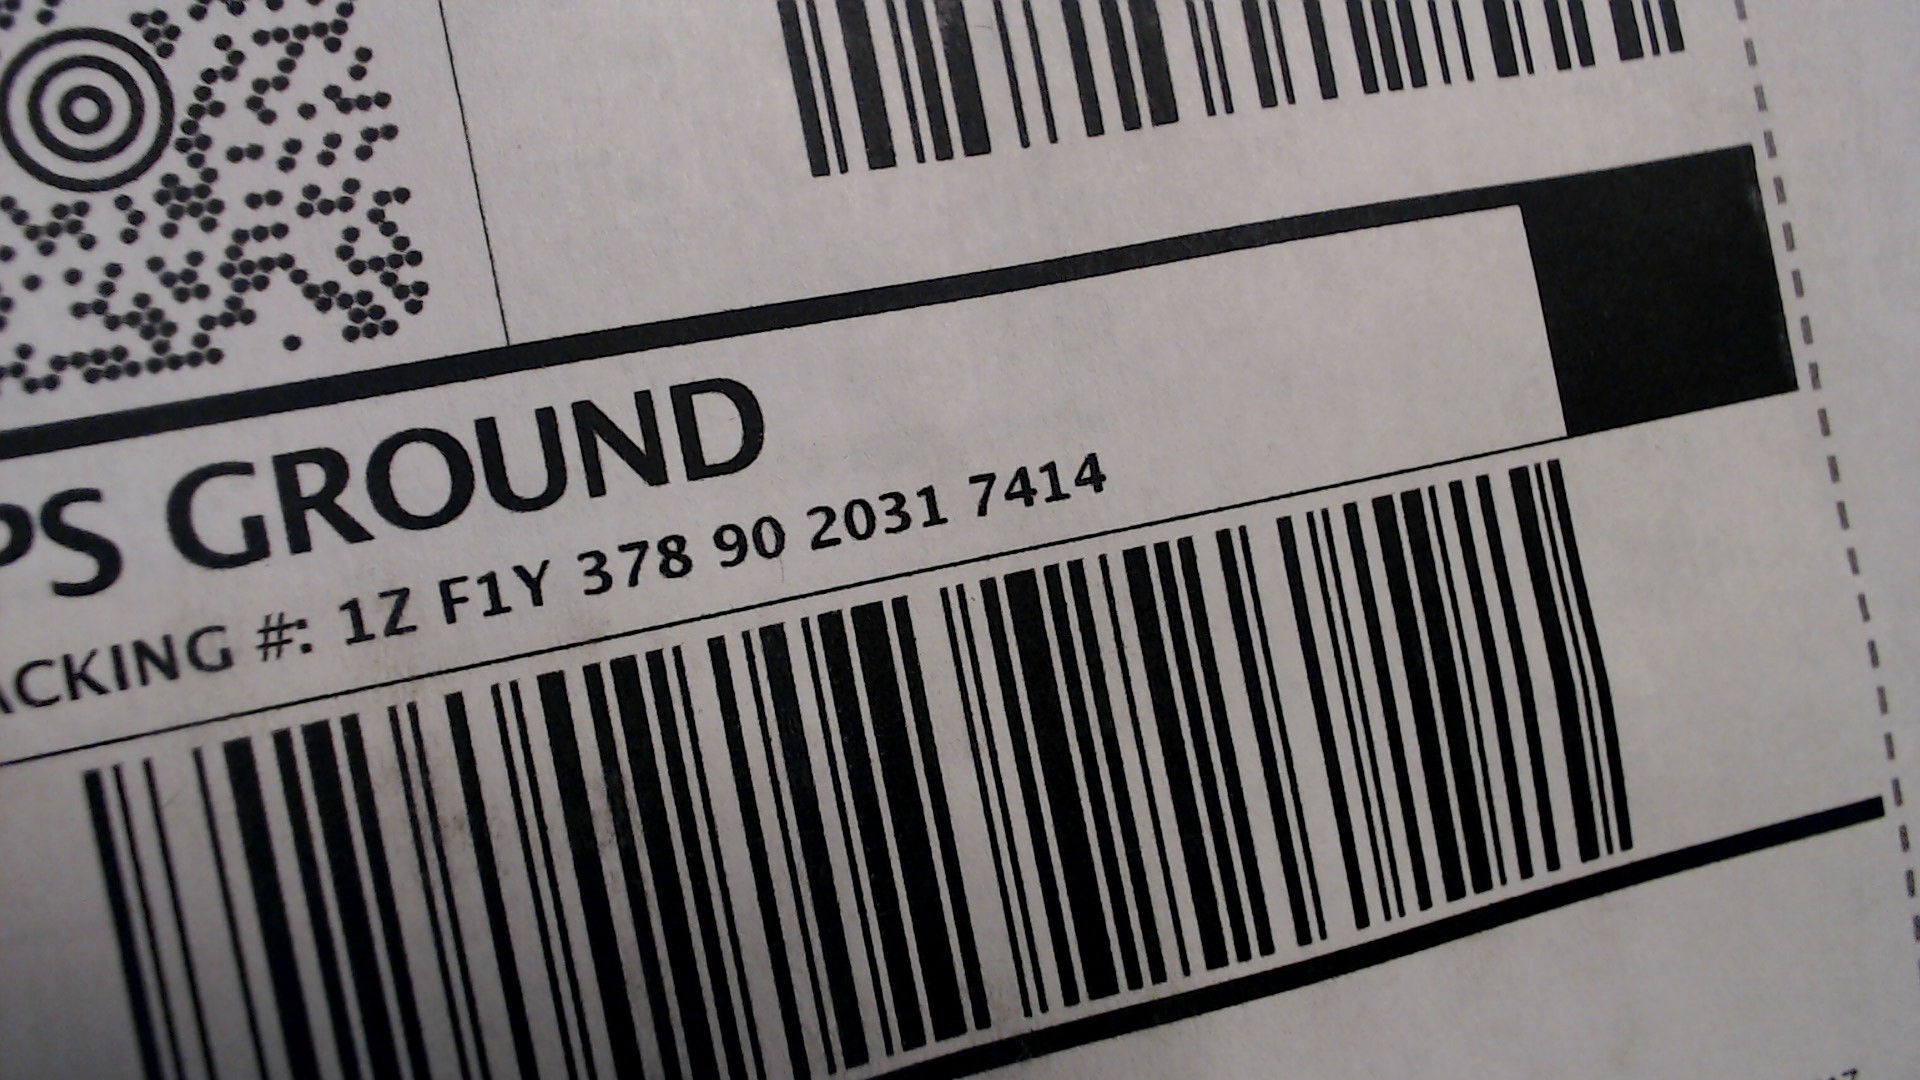 PS GROUND
ACKING #: 1Z F1Y 378 90 2031 7414